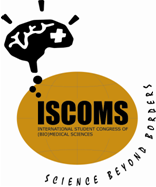 ISCOMS
INTERNATIONAL STUDENT CONGRESS OF
(BIO)MEDICAL SCIENCES
SCIENCE BEYOND BORDERS